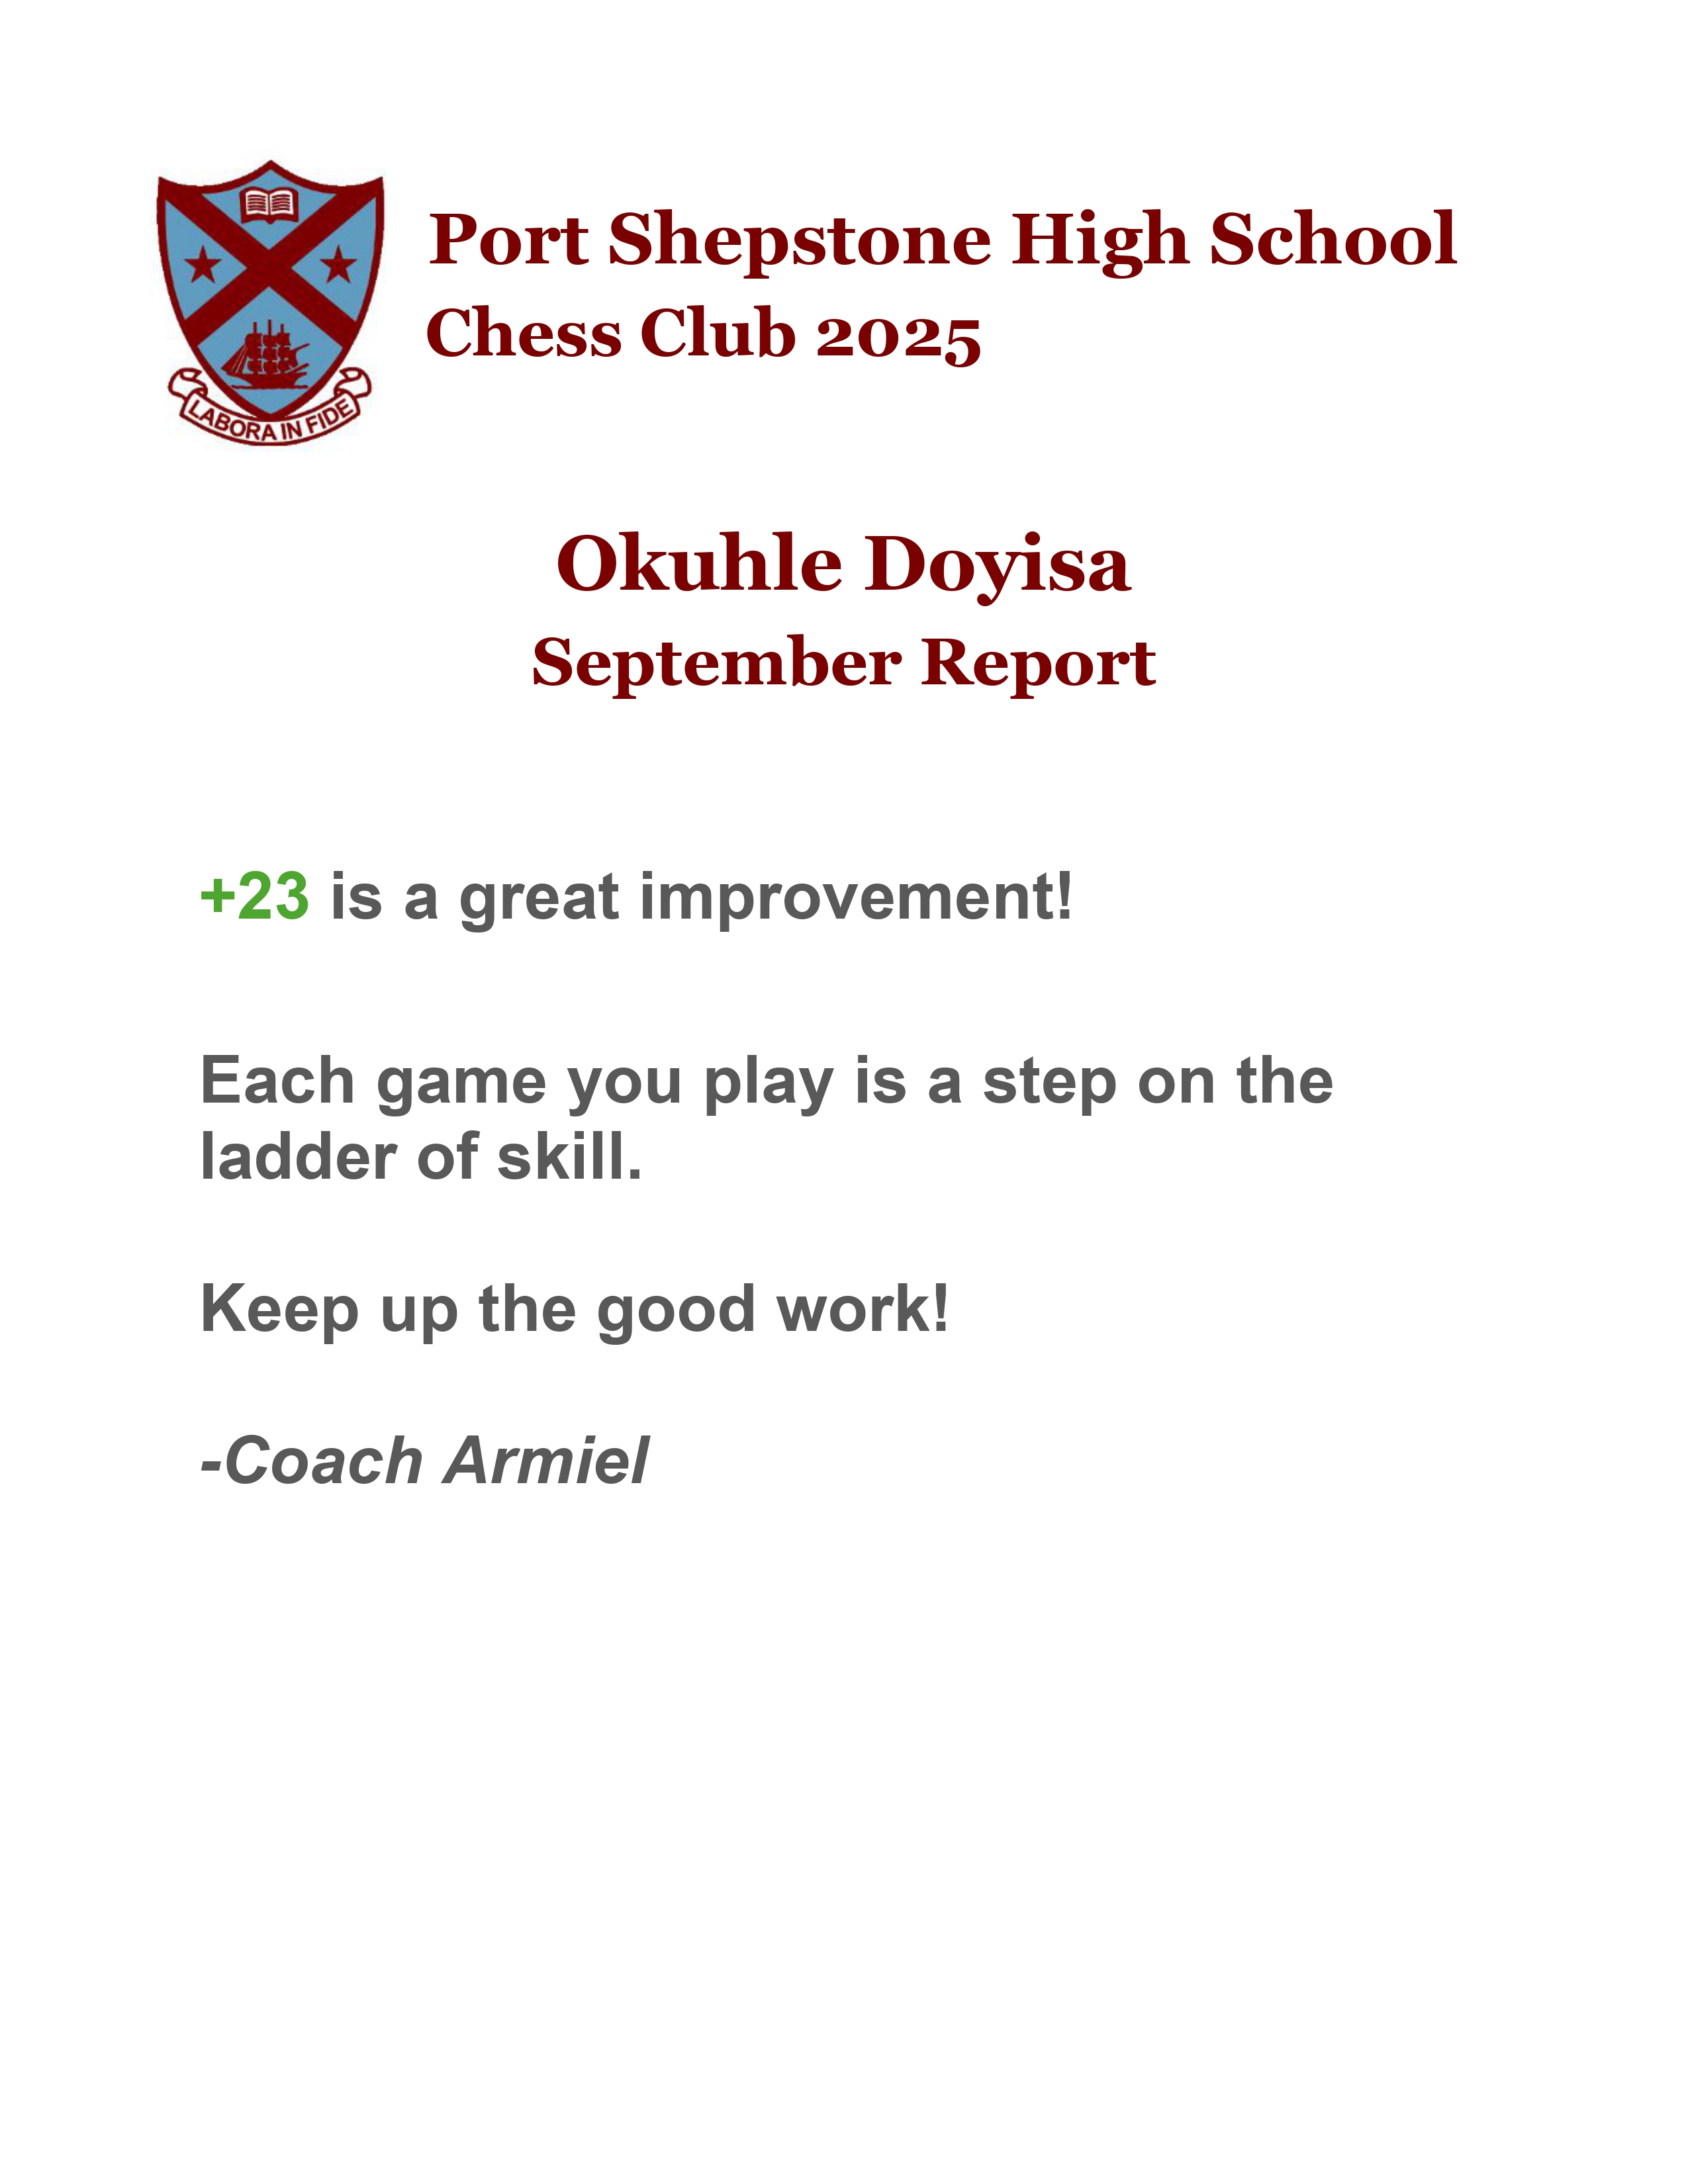 Port Shepstone High School
Chess Club 2025
LABORA IN FIDE
Okuhle Doyisa
September Report
+23 is a great improvement!
Each game you play is a step on the
ladder of skill.
Keep up the good work!
-Coach Armiel